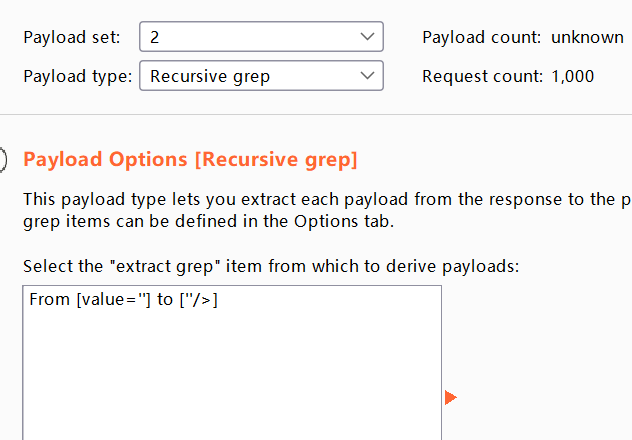 Payload set: 2 Payload count: unknown
Payload type: Recursive grep Request count: 1,000
Payload Options [Recursive grep]
This payload type lets you extract each payload from the response to the p
grep items can be defined in the Options tab.
Select the "extract grep" item from which to derive payloads:
From [value="] to ["/>]